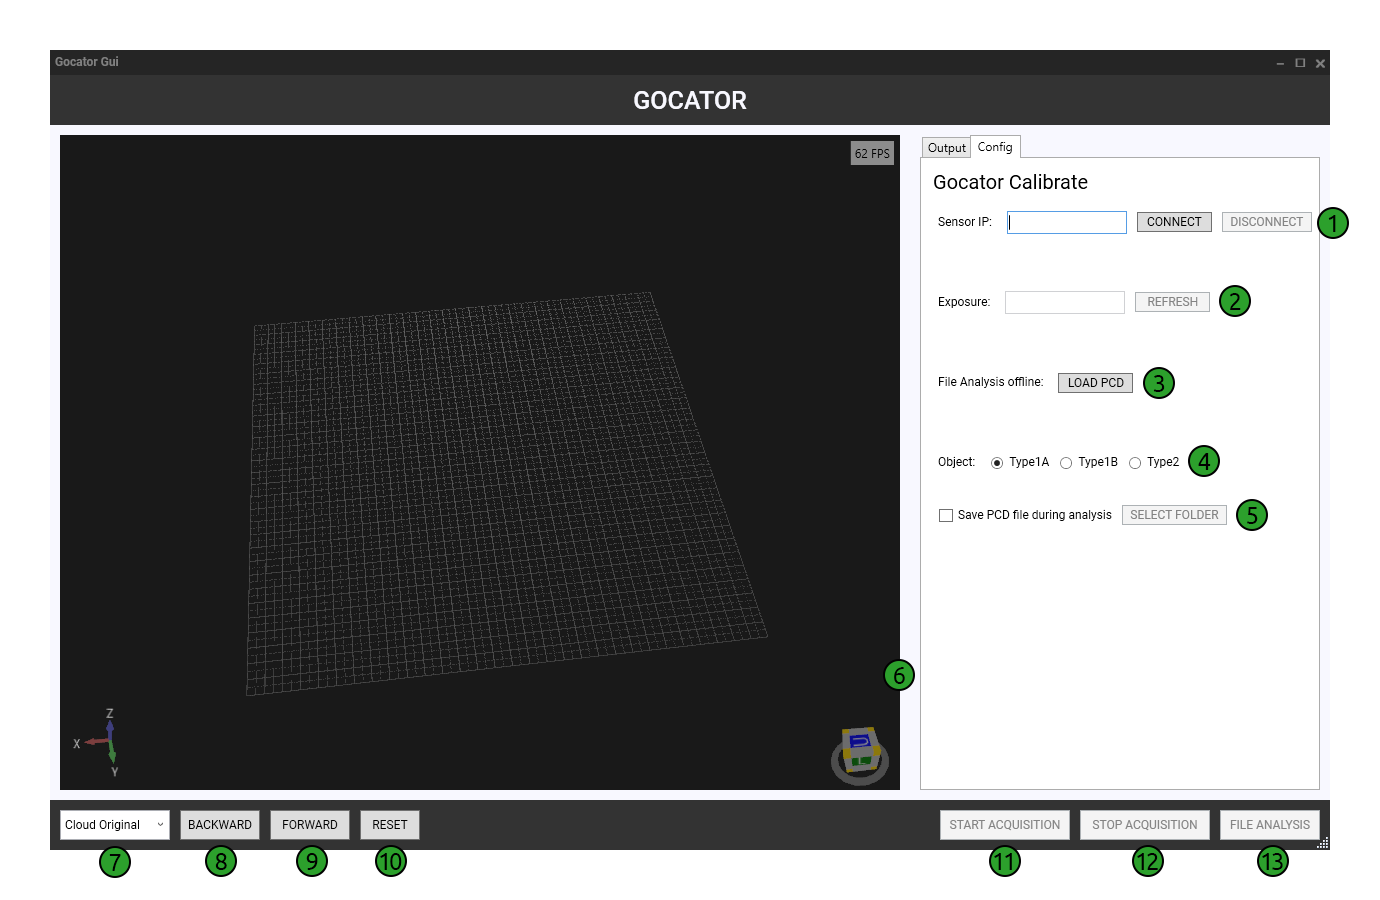 Gocator Gui
GOCATOR
62 FPS
Z
X
Y
U
L
6
Output Config
Gocator Calibrate
Sensor IP: CONNECT DISCONNECT 1
Exposure: REFRESH 2
File Analysis offline: LOAD PCD 3
Object: Type1A Type1B Type2 4
Save PCD file during analysis SELECT FOLDER 5
Cloud Original BACKWARD FORWARD RESET START ACQUISITION STOP ACQUISITION FILE ANALYSIS
7 8 9 10 11 12 13